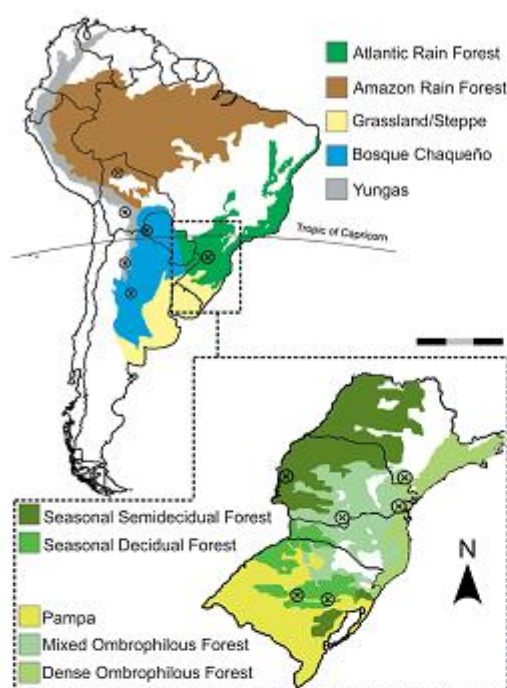 Atlantic Rain Forest
Amazon Rain Forest
Grassland/Steppe
Bosque Chaqueño
Yungas
Tropic of Capricorn
Seasonal Semidecidual Forest
Seasonal Decidual Forest
N
Pampa
Mixed Ombrophilous Forest
Dense Ombrophilous Forest